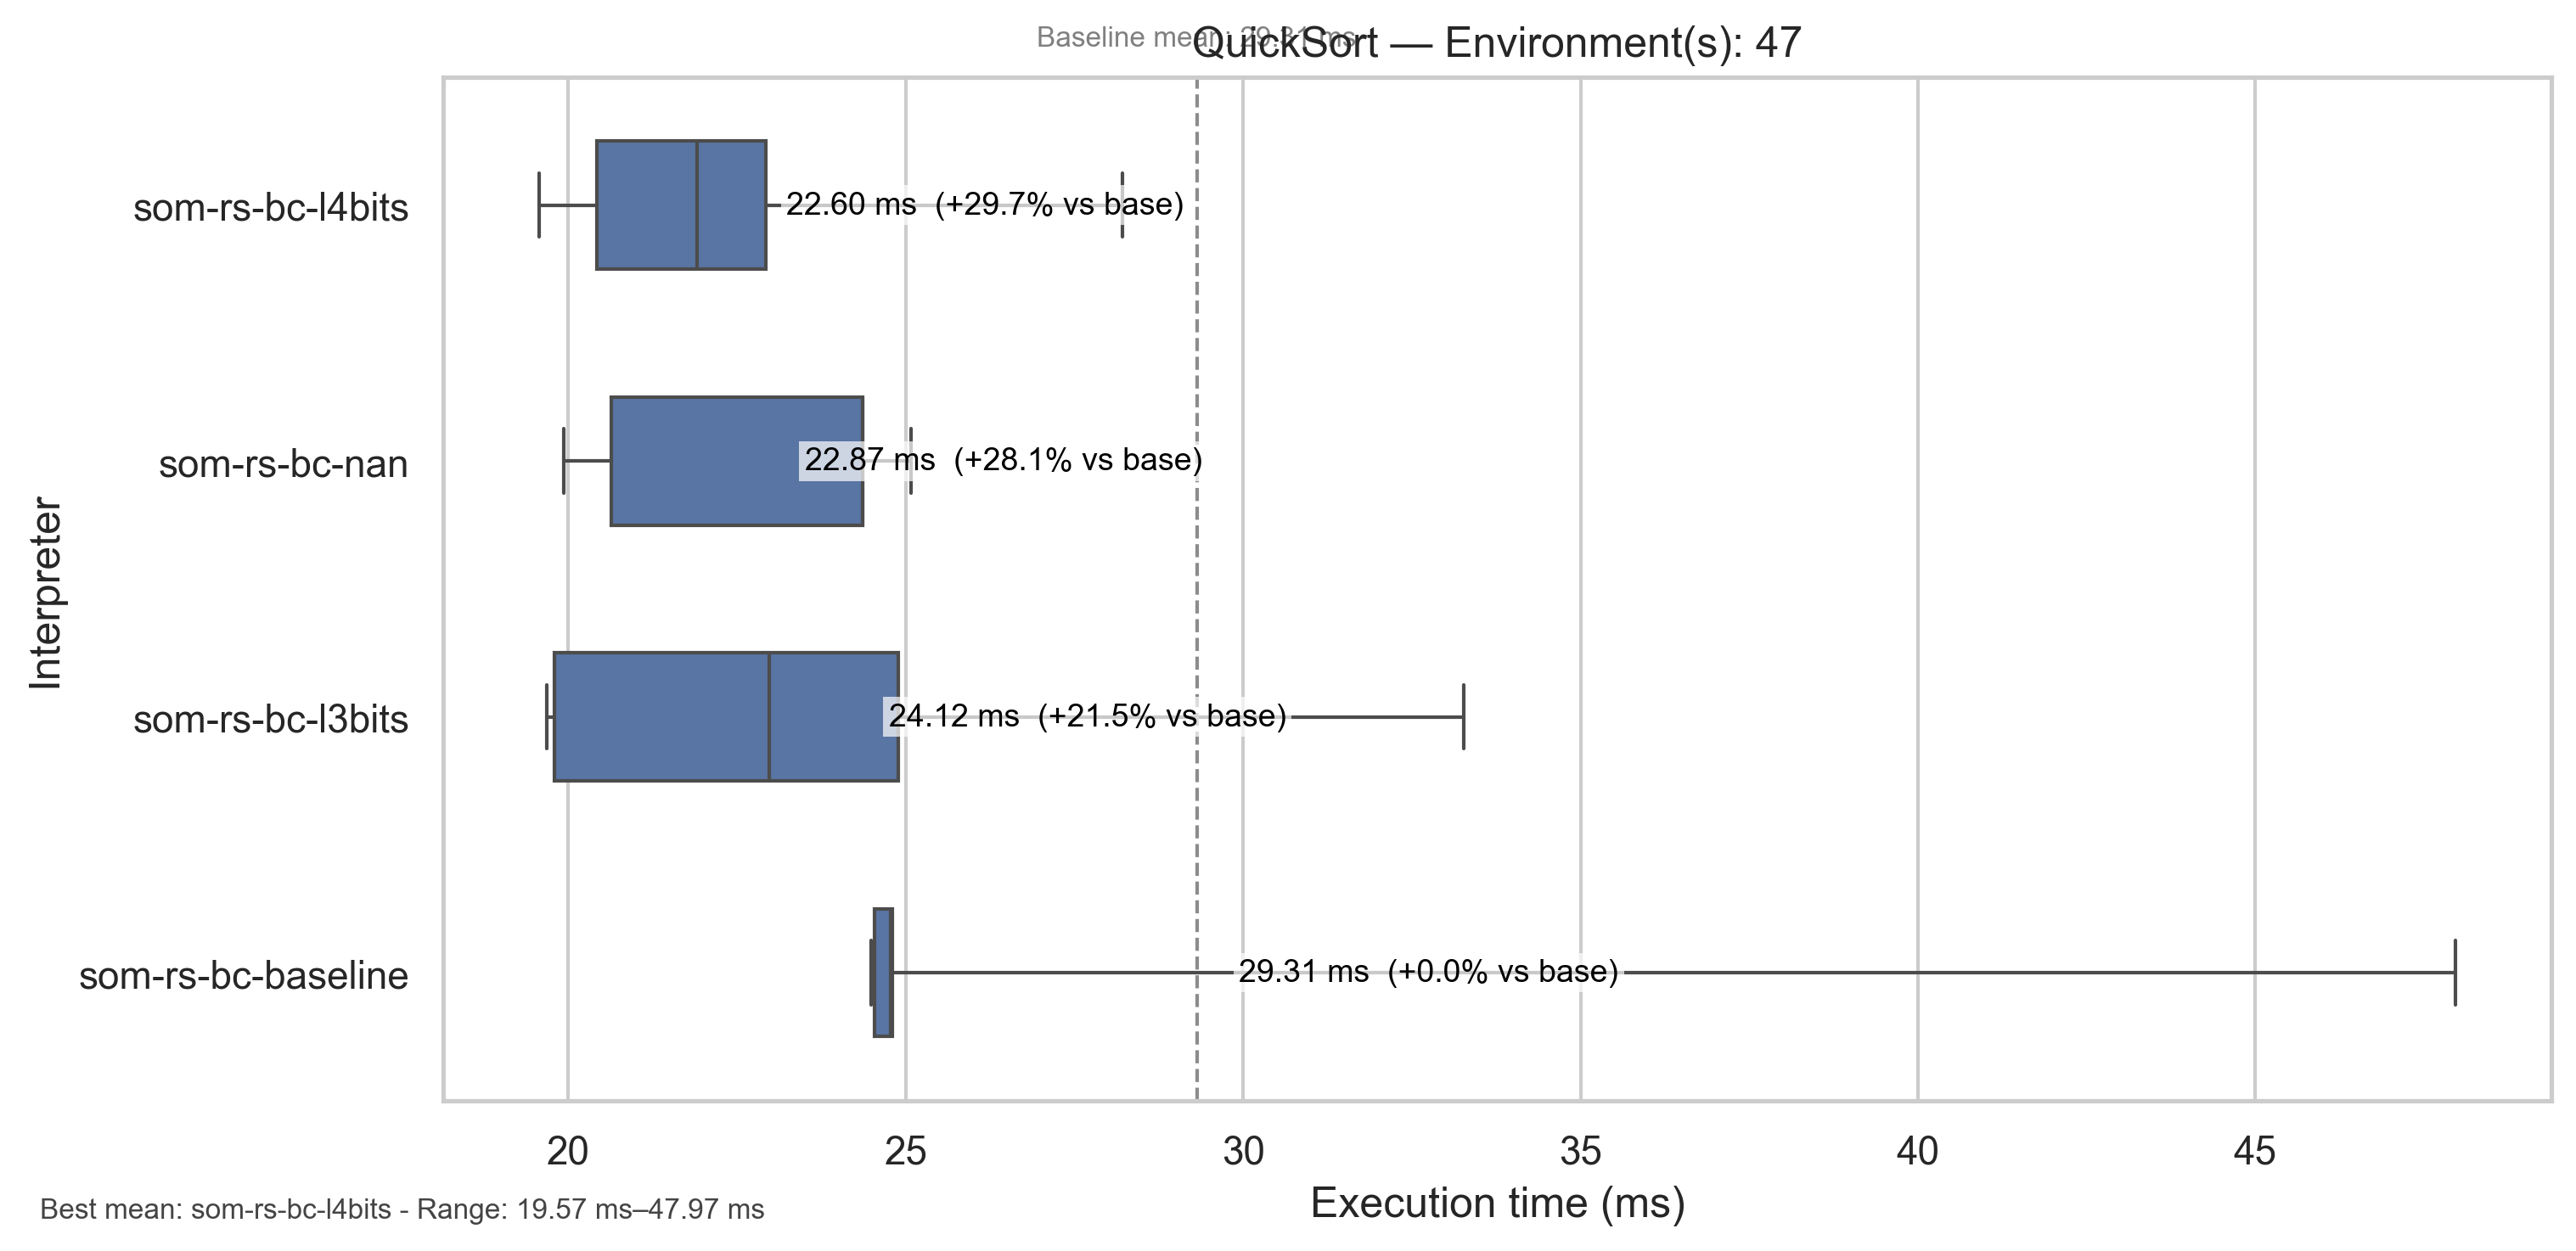 Baseline mean: 29.31 ms
QuickSort — Environment(s): 47
som-rs-bc-l4bits
22.60 ms (+29.7% vs base)
som-rs-bc-nan
22.87 ms (+28.1% vs base)
som-rs-bc-l3bits
24.12 ms (+21.5% vs base)
som-rs-bc-baseline
29.31 ms (+0.0% vs base)
Interpreter
20 25 30 35 40 45
Execution time (ms)
Best mean: som-rs-bc-l4bits - Range: 19.57 ms–47.97 ms